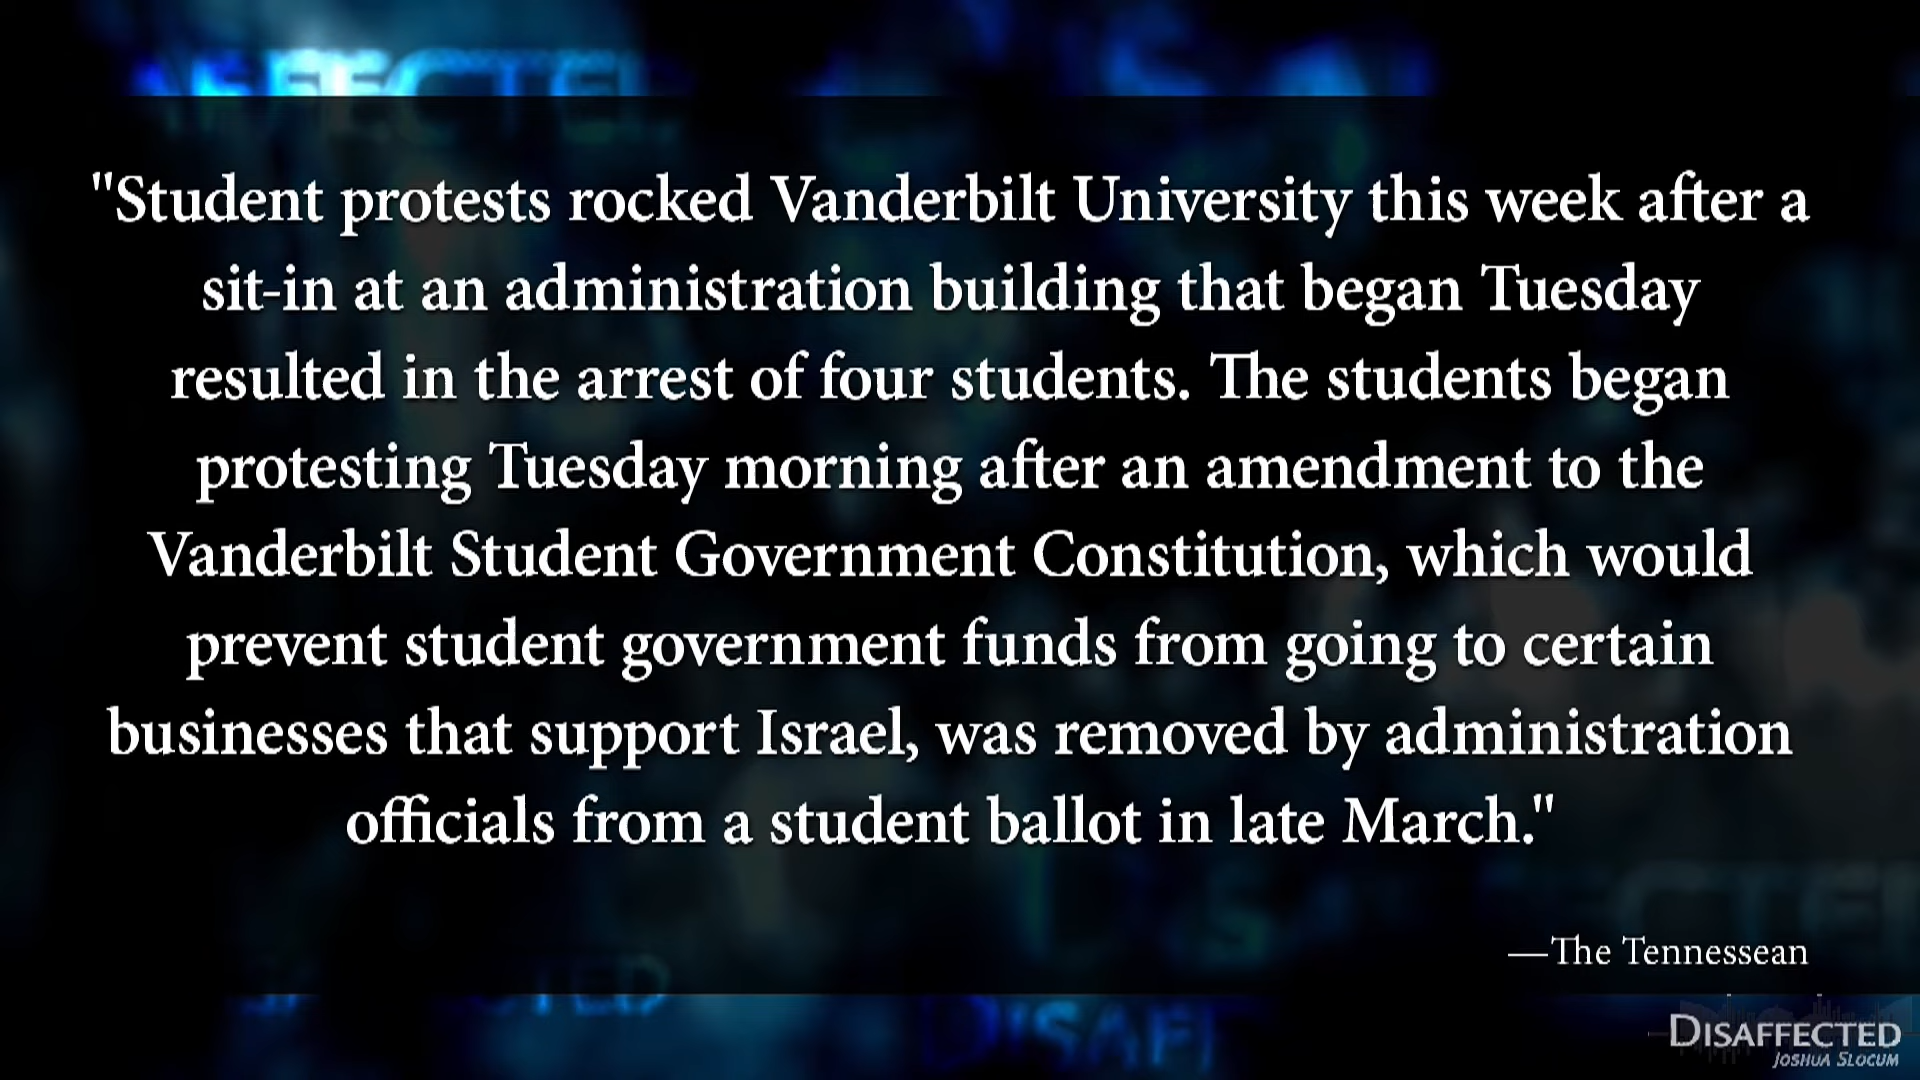 AFFECTED
"Student protests rocked Vanderbilt University this week after a
sit-in at an administration building that began Tuesday
resulted in the arrest of four students. The students began
protesting Tuesday morning after an amendment to the
Vanderbilt Student Government Constitution, which would
prevent student government funds from going to certain
businesses that support Israel, was removed by administration
officials from a student ballot in late March."
—The Tennessean
DISAFFECTED
JOSHUA SLOCUM